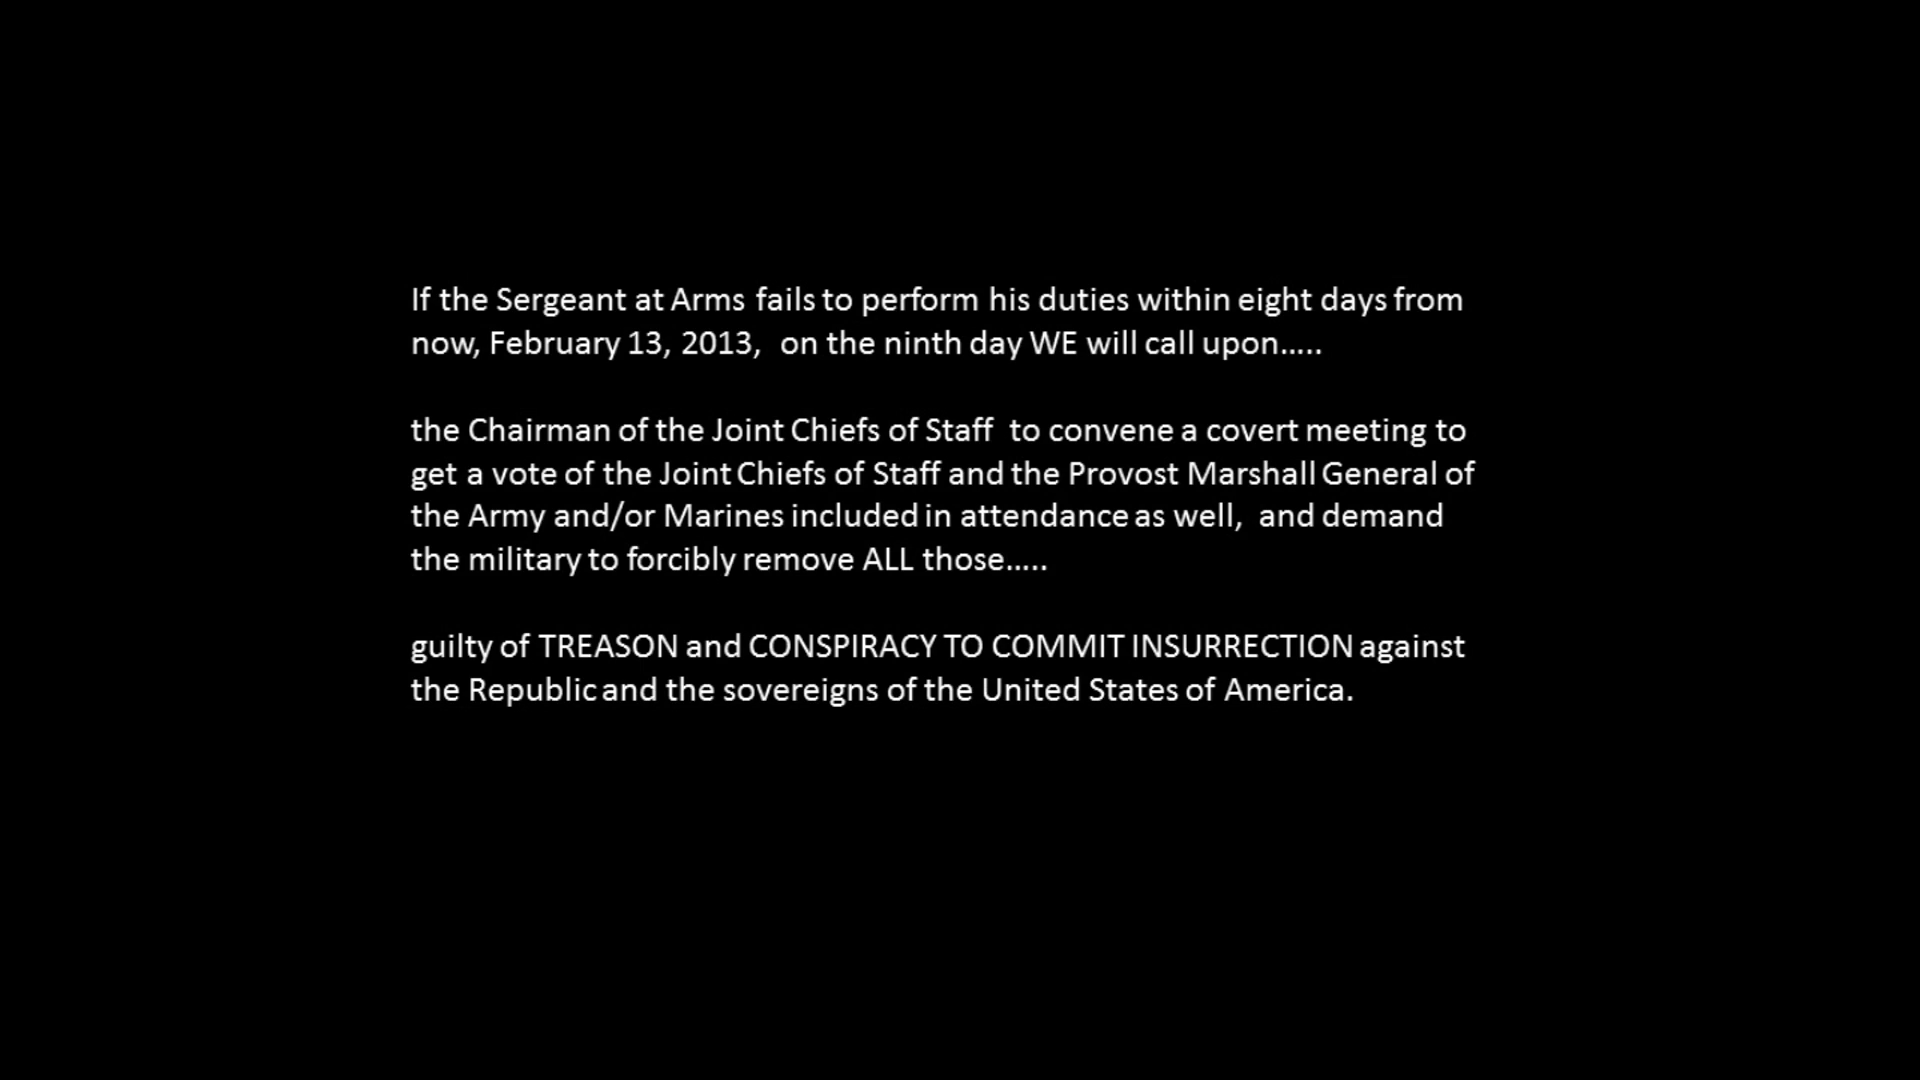 If the Sergeant at Arms fails to perform his duties within eight days from
now, February 13, 2013,  on the ninth day WE will call upon.....
the Chairman of the Joint Chiefs of Staff  to convene a covert meeting to
get a vote of the Joint Chiefs of Staff and the Provost Marshall General of
the Army and/or Marines included in attendance as well,  and demand
the military to forcibly remove ALL those.....
guilty of TREASON and CONSPIRACY TO COMMIT INSURRECTION against
the Republic and the sovereigns of the United States of America.